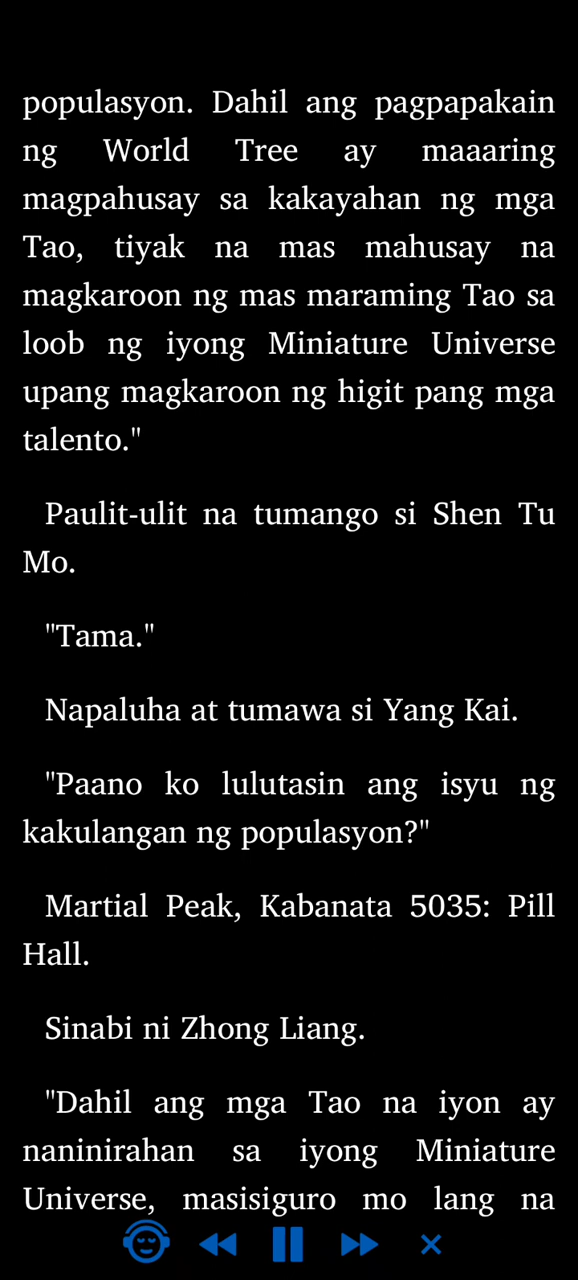 populasyon. Dahil ang pagpapakain
ng World Tree ay maaaring
magpahusay sa kakayahan ng mga
Tao, tiyak na mas mahusay na
magkaroon ng mas maraming Tao sa
loob ng iyong Miniature Universe
upang magkaroon ng higit pang mga
talento."
Paulit-ulit na tumango si Shen Tu
Mo.
"Tama."
Napaluha at tumawa si Yang Kai.
"Paano ko lulutasin ang isyu ng
kakulangan ng populasyon?"
Martial Peak, Kabanata 5035: Pill
Hall.
Sinabi ni Zhong Liang.
"Dahil ang mga Tao na iyon ay
naninirahan sa iyong Miniature
Universe, masisiguro mo lang na